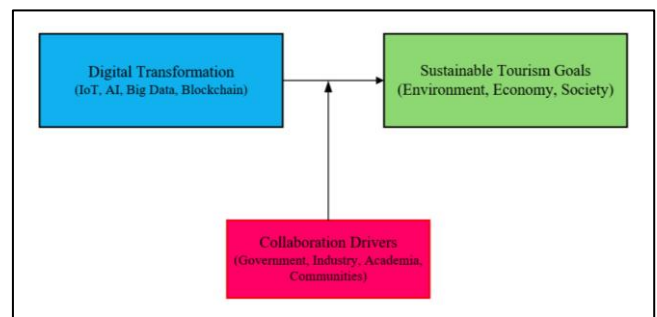 Digital Transformation
(IoT, AI, Big Data, Blockchain)
Sustainable Tourism Goals
(Environment, Economy, Society)
Collaboration Drivers
(Government, Industry, Academia,
Communities)